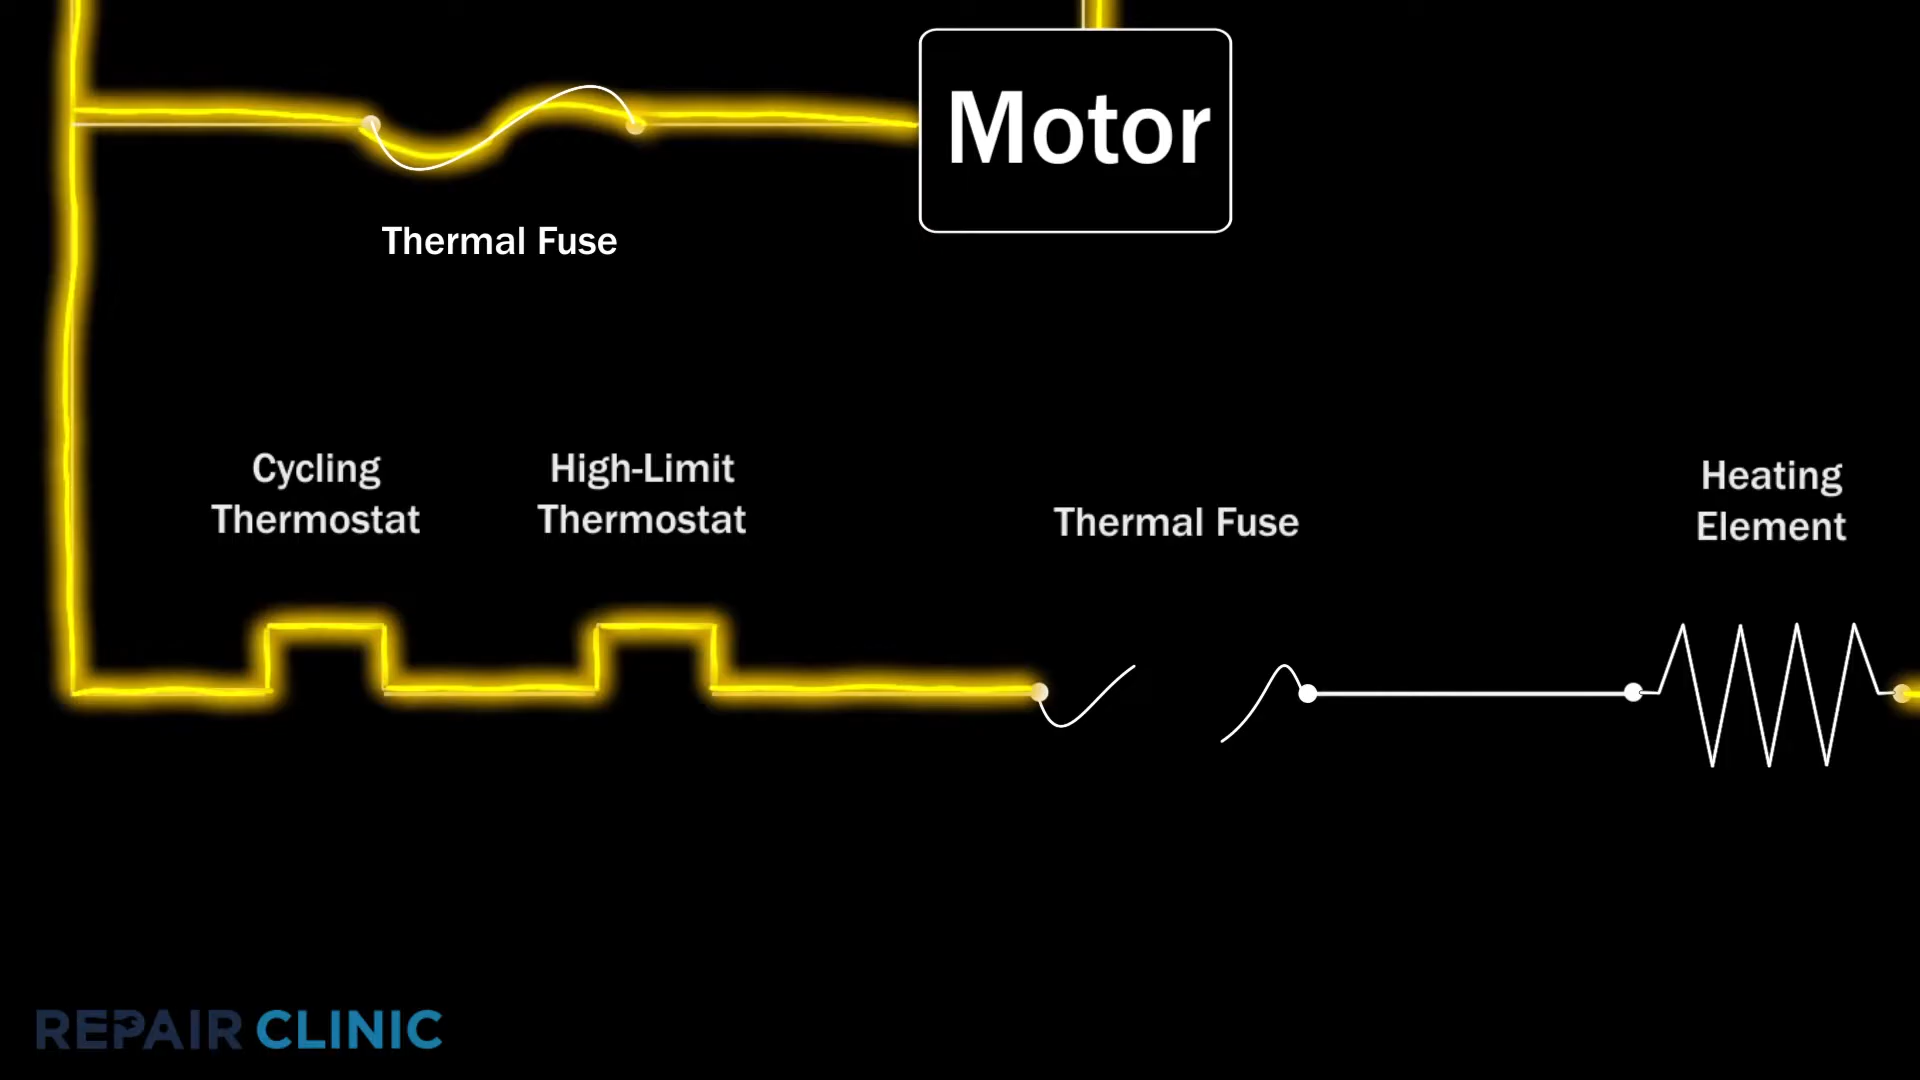 Motor
Thermal Fuse
Cycling
Thermostat
High-Limit
Thermostat
Thermal Fuse
Heating
Element
REPAIR CLINIC